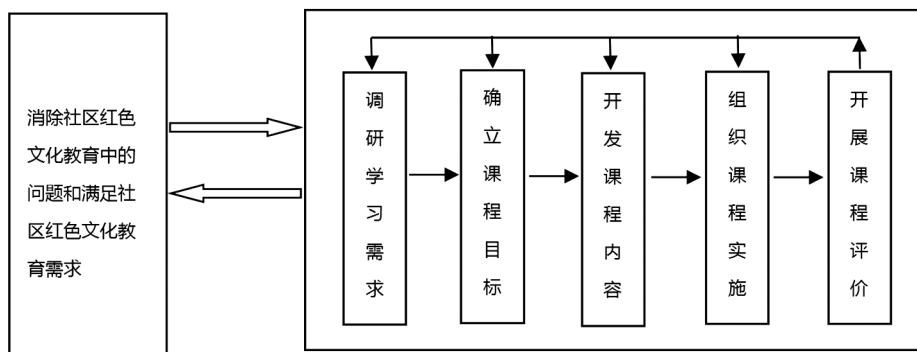 消除社区红色
文化教育中的
问题和满足社
区红色文化教
育需求
调研学习需求
确立课程目标
开发课程内容
组织课程实施
开展课程评价